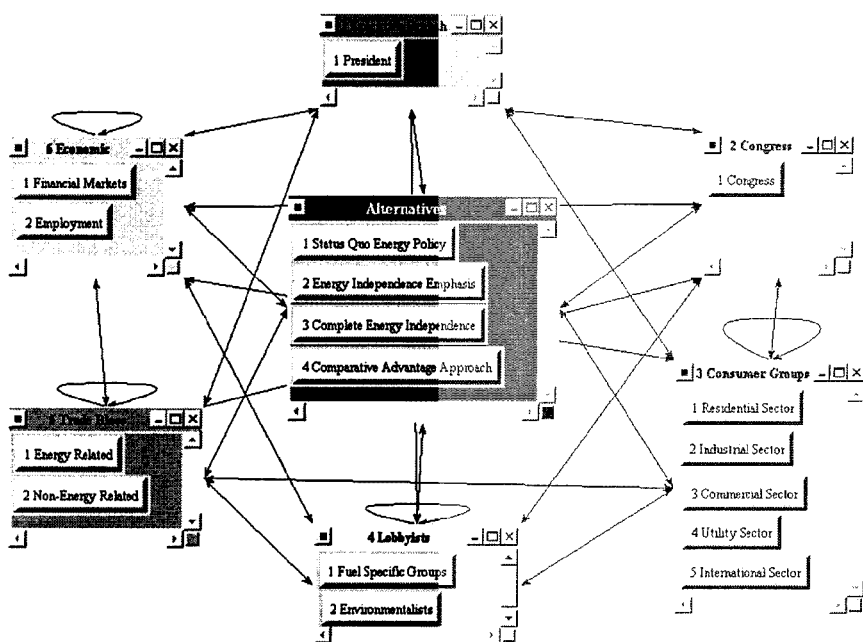 1 President
6 Economic
1 Financial Markets
2 Employment
2 Congress
1 Congress
Alternatives
1 Status Quo Energy Policy
2 Energy Independence Emphasis
3 Complete Energy Independence
4 Comparative Advantage Approach
3 Consumer Groups
1 Residential Sector
2 Industrial Sector
3 Commercial Sector
4 Utility Sector
5 International Sector
1 Energy Related
2 Non-Energy Related
4 Lobbyists
1 Fuel Specific Groups
2 Environmentalists